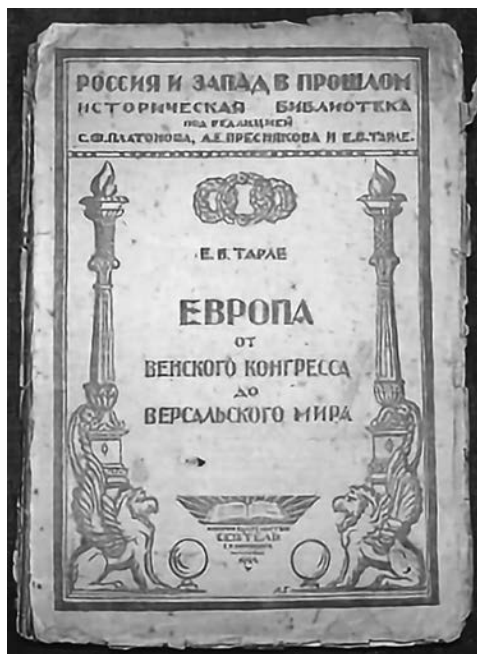 РОССИЯ И ЗАПАД В ПРОШЛОМ
ИСТОРИЧЕСКАЯ БИБЛИОТЕКА
ПОД РЕДАКЦИЕЙ
С.Ф.ПЛАТОНОВА, А.Е.ПРЕСНЯКОВА И Е.В.ТАРЛЕ.
Е. В. ТАРЛЕ
ЕВРОПА
ОТ
ВЕНСКОГО КОНГРЕССА
ДО
ВЕРСАЛЬСКОГО МИРА
СЕЯТЕЛЬ